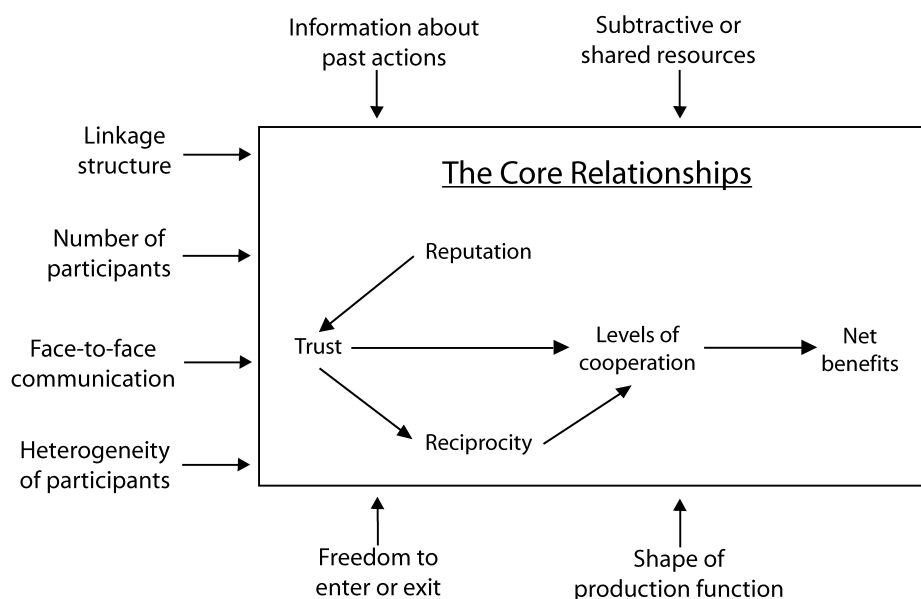 Information about
past actions
Subtractive or
shared resources
Linkage
structure
The Core Relationships
Number of
participants
Reputation
Face-to-face
communication
Trust
Levels of
cooperation
Net
benefits
Reciprocity
Heterogeneity
of participants
Freedom to
enter or exit
Shape of
production function